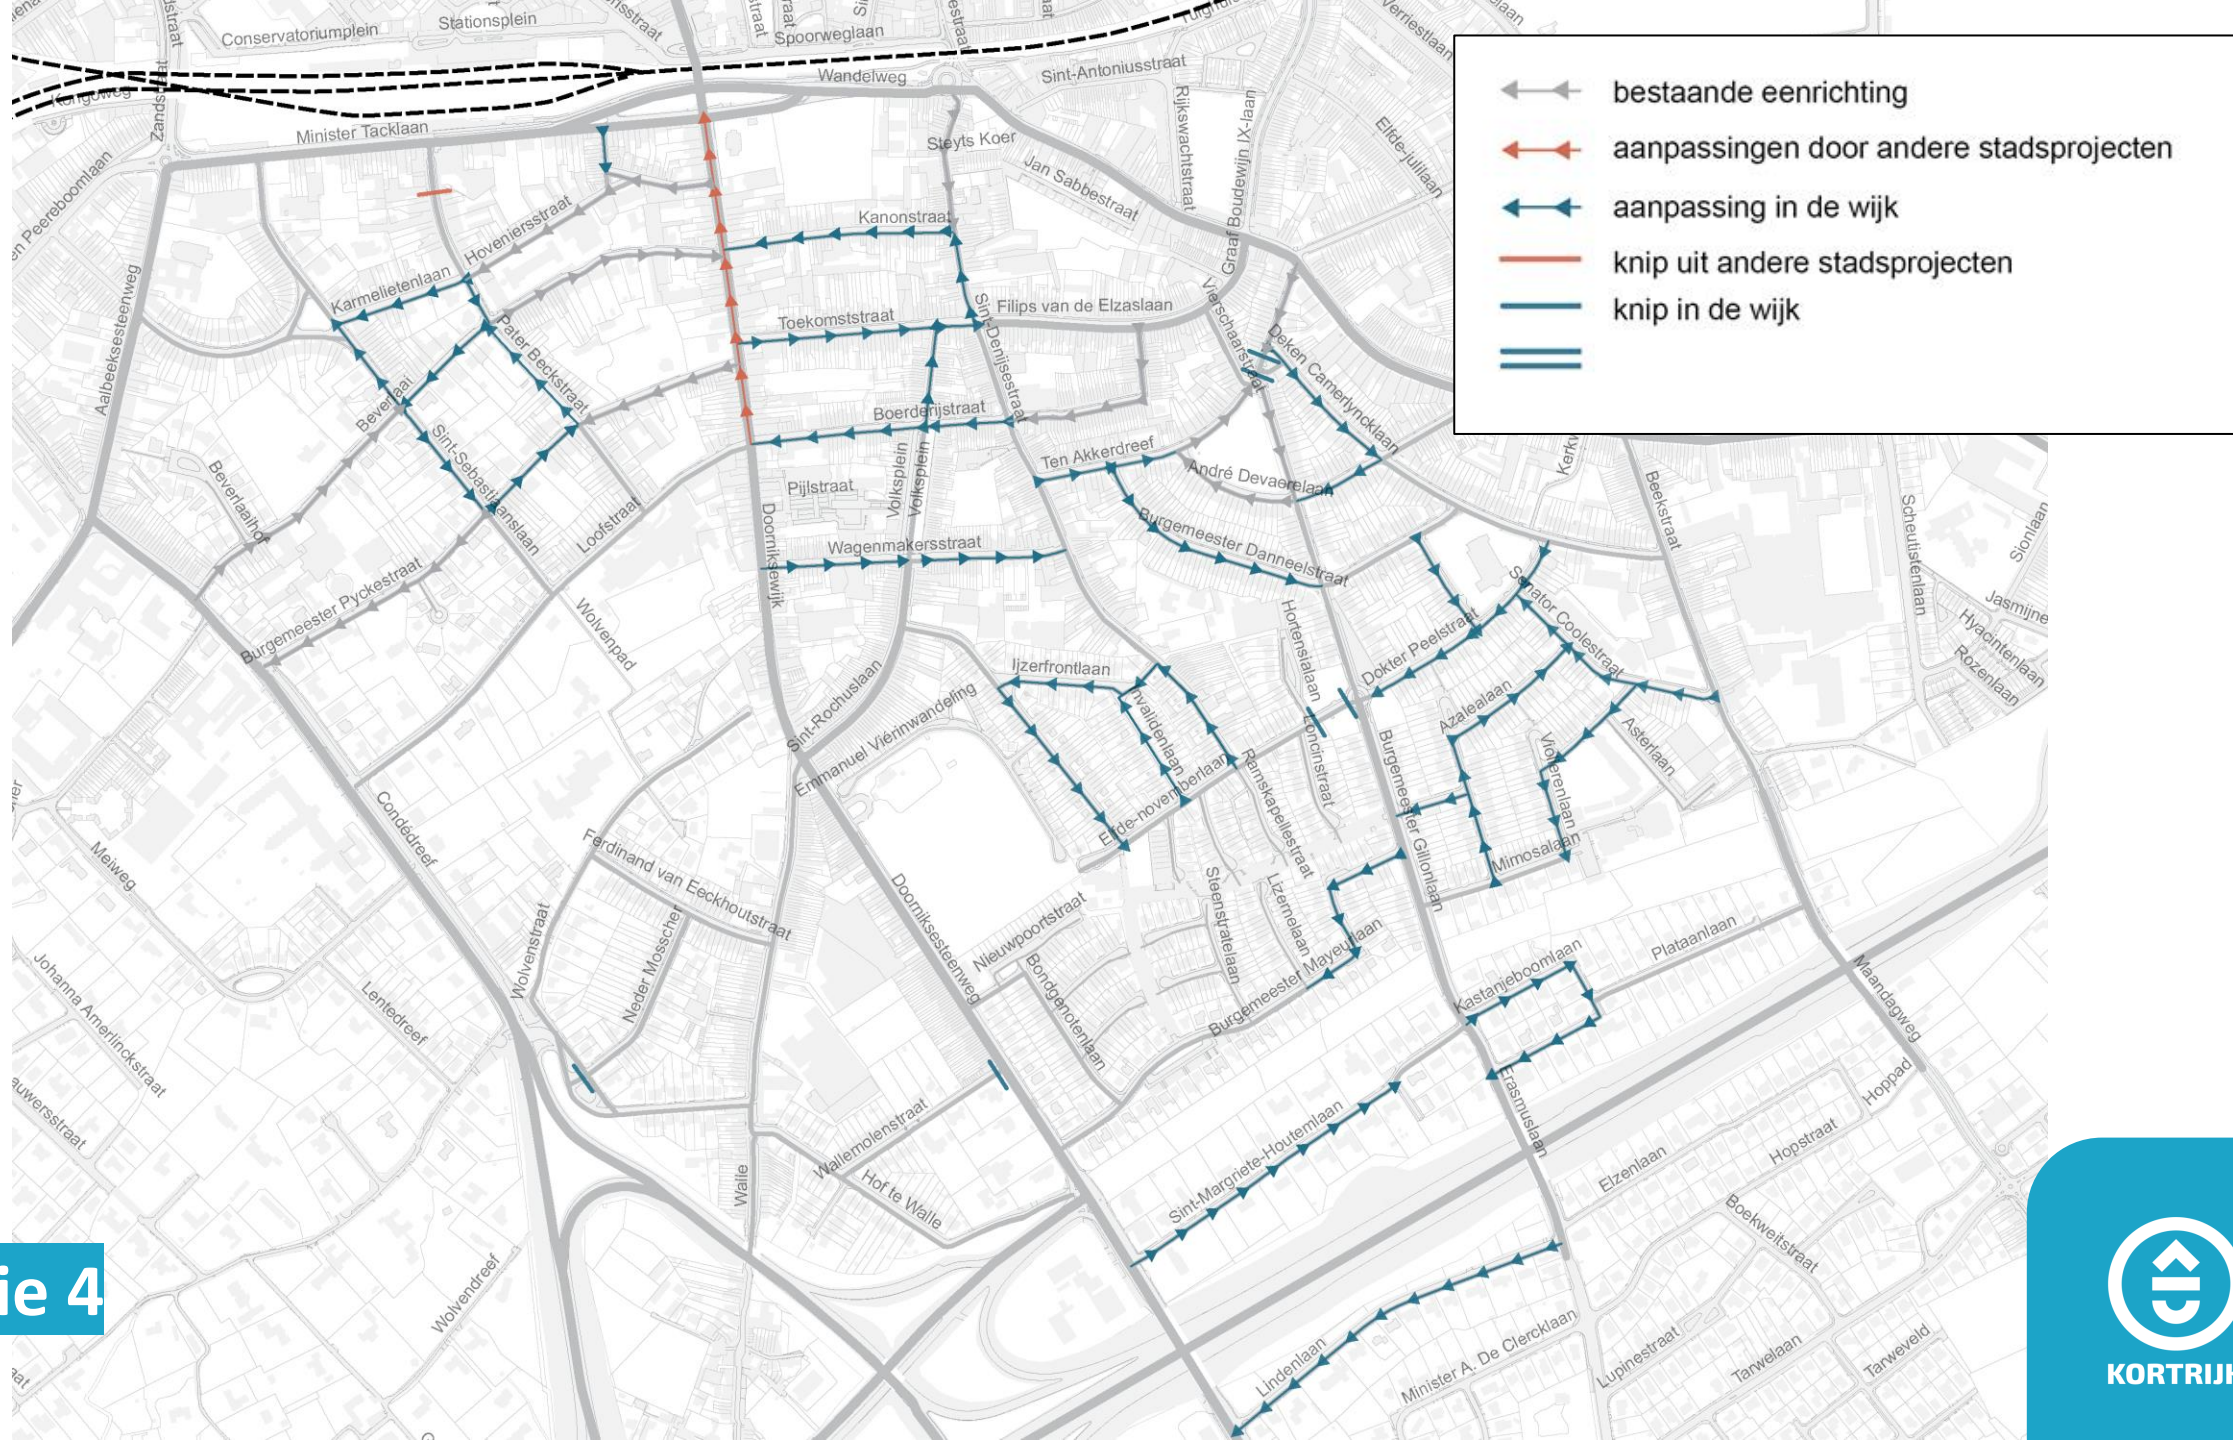 Stationsplein
Conservatoriumplein
Spoorweglaan
Wandelweg
Sint-Antoniusstraat
Kongoweg
Zandstraat
Minister Tacklaan
Steyts Koer
Jan Sabbestraat
Rijkswachtstraat
Graaf Boudewijn IX-laan
Elfde-julilaan
bestaande eenrichting
aanpassingen door andere stadsprojecten
aanpassing in de wijk
knip uit andere stadsprojecten
knip in de wijk
Aalbeeksesteenweg
Hoveniersstraat
Karmelietenlaan
Kanonstraat
Toekomststraat
Filips van de Elzaslaan
Sint-Denijsestraat
Vierschaarstraat
Deken Camerlyncklaan
Pater Beckstraat
Beverlaai
Beverlaaihof
Sint-Sebastiaanslaan
Boerderijstraat
Volksplein
Volksplein
Pijlstraat
Ten Akkerdreef
André Devaerelaan
Burgemeester Danneelstraat
Loofstraat
Doorniksewijk
Wagenmakersstraat
Burgemeester Pyckestraat
Wolvenpad
Sint-Rochuslaan
Emmanuel Viérinwandeling
Ijzerfrontlaan
Invalidenlaan
Elfde-novemberlaan
Ramskapellestraat
Hortensialaan
Loncinstraat
Dokter Peelstraat
Senator Coolestraat
Azalealaan
Violierenlaan
Asterlaan
Mimosalaan
Beekstraat
Scheutistenlaan
Sionlaan
Hyacintenlaan
Rozenlaan
Burgemeester Gillonlaan
Condédreef
Meiweg
Ferdinand van Eeckhoutstraat
Wolvenstraat
Neder Mosscher
Doorniksesteenweg
Nieuwpoortstraat
Bondgenotenlaan
Steenstratelaan
Lizernelaan
Burgemeester Mayeurlaan
Kastanjeboomlaan
Plataanlaan
Maandagweg
Johanna Amerlinckstraat
Lentedreef
Walle
Wallemolenstraat
Hof te Walle
Sint-Margriete-Houtemlaan
Erasmuslaan
Elzenlaan
Hopstraat
Hoppad
Boekweitstraat
Wolvendreef
Lindenlaan
Minister A. De Clercklaan
Lupinestraat
Tarwelaan
Tarweveld
ie 4
KORTRIJK